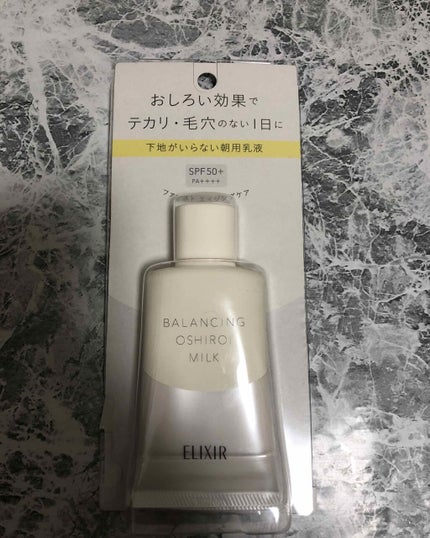 おしろい効果で
テカリ・毛穴のない1日に
下地がいらない朝用乳液
SPF50+
PA++++
BALANCING
OSHIROI
MILK
ELIXIR